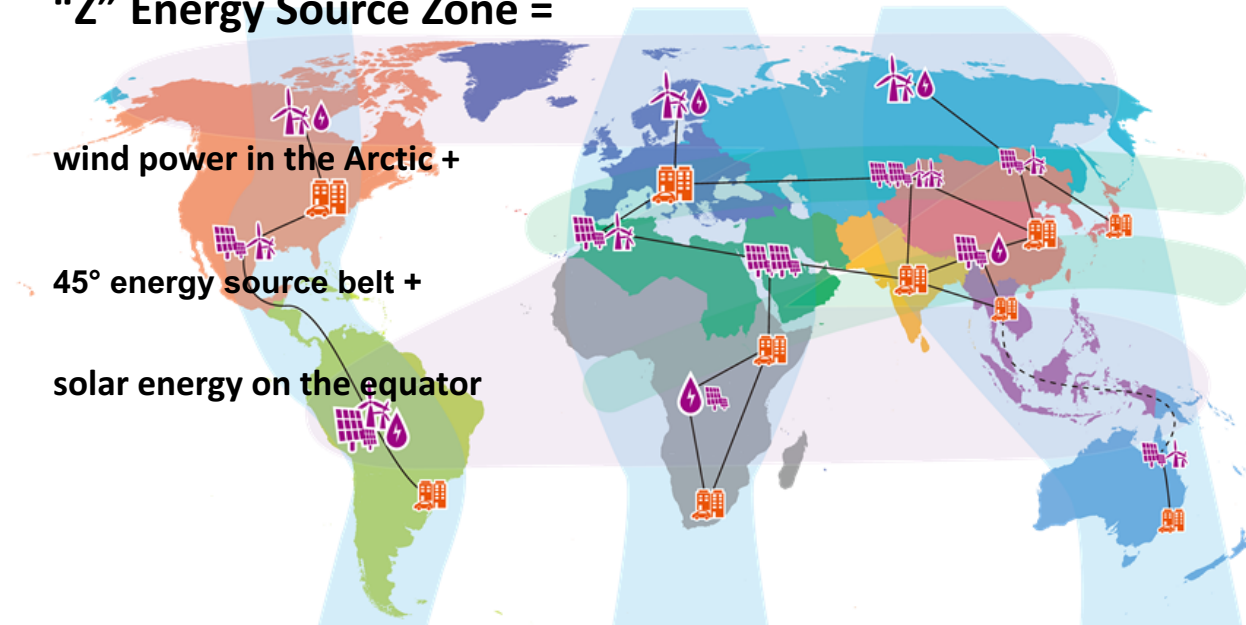 “Z” Energy Source Zone =
wind power in the Arctic +
45° energy source belt +
solar energy on the equator